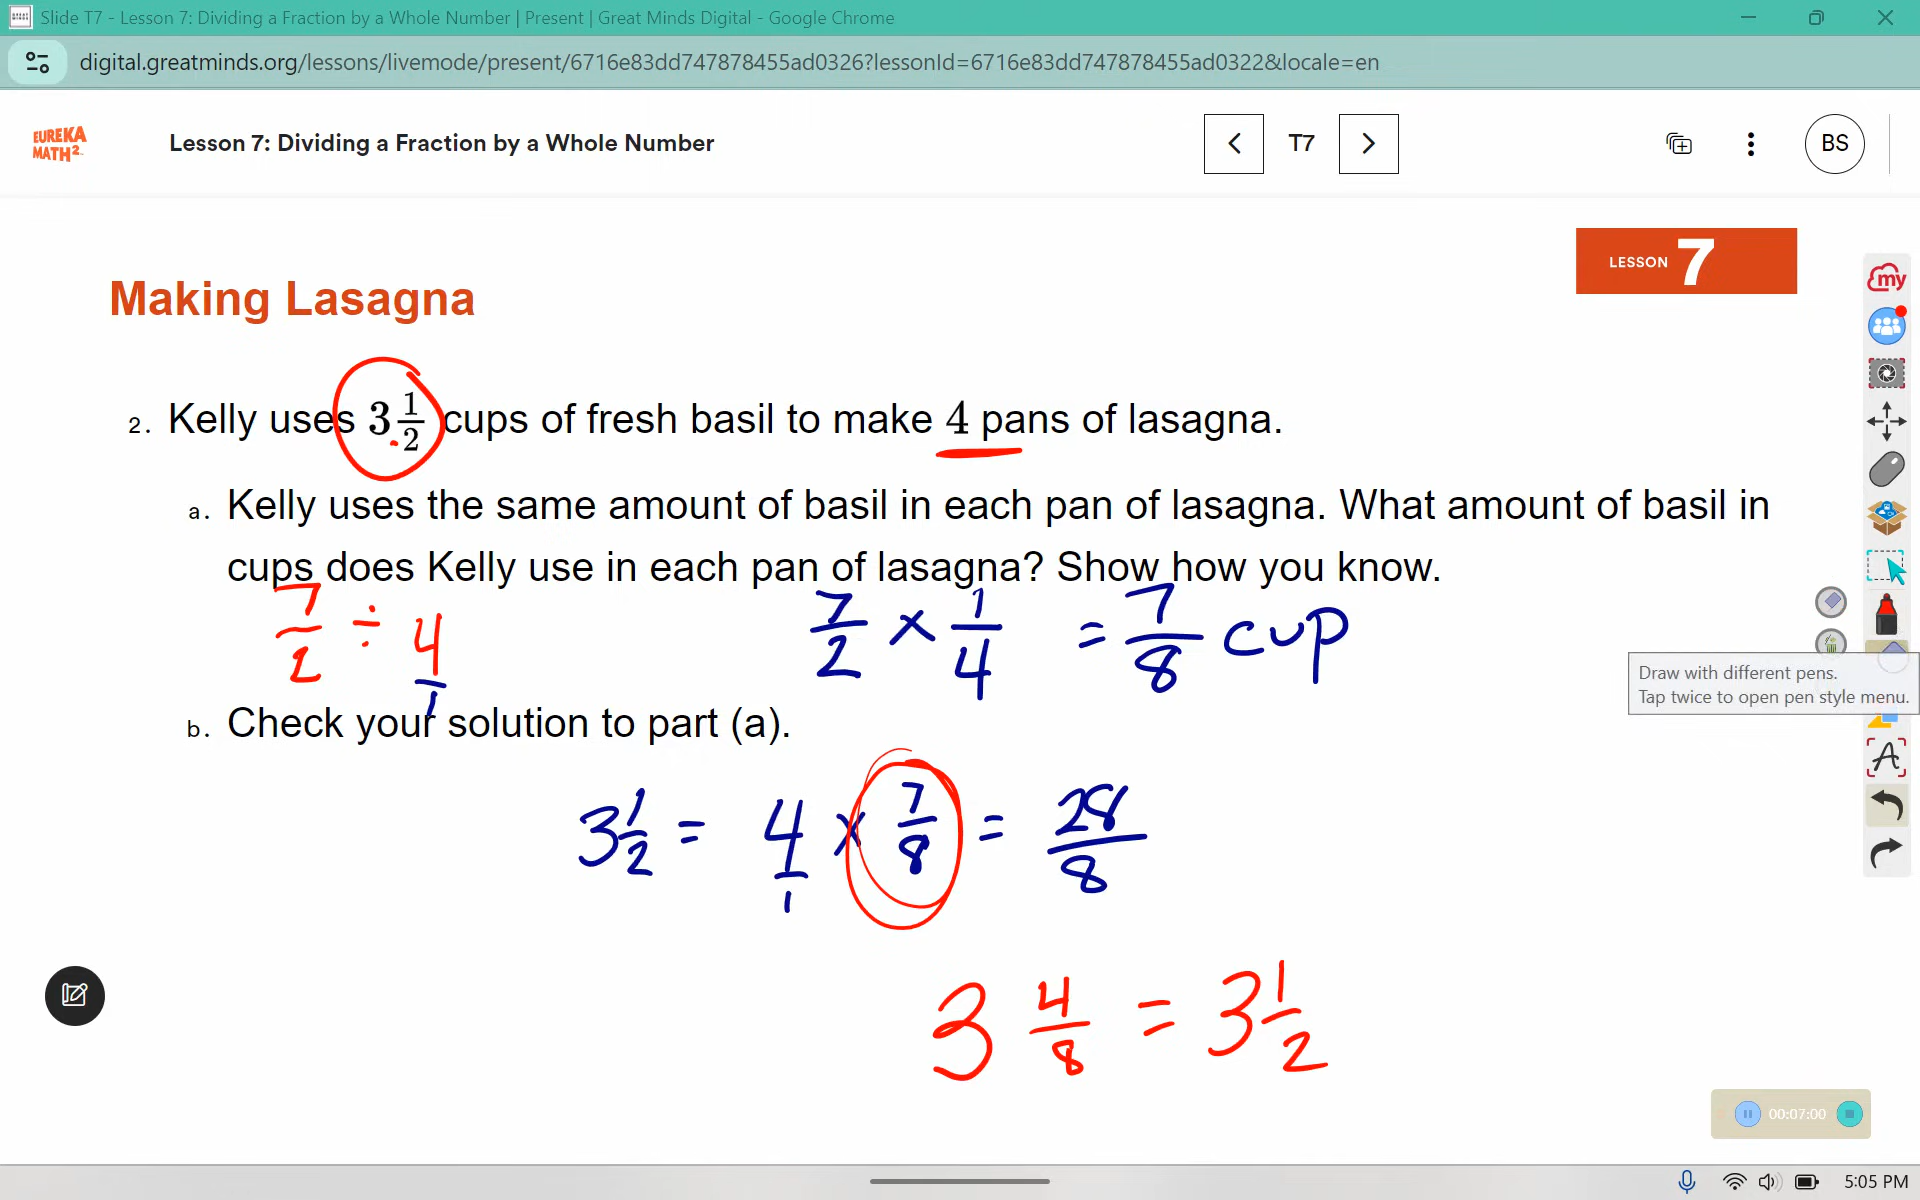 Slide T7 - Lesson 7: Dividing a Fraction by a Whole Number | Present | Great Minds Digital - Google Chrome
digital.greatminds.org/lessons/livemode/present/6716e83dd747878455ad0326?lessonId=6716e83dd747878455ad0322&locale=en
EUREKA MATH²
Lesson 7: Dividing a Fraction by a Whole Number
< T7 >
BS
LESSON 7
my
Making Lasagna
2. Kelly uses 3 1/2 cups of fresh basil to make 4 pans of lasagna.
a. Kelly uses the same amount of basil in each pan of lasagna. What amount of basil in
cups does Kelly use in each pan of lasagna? Show how you know.
7/2 ÷ 4/1 7/2 × 1/4 = 7/8 cup
Draw with different pens.
Tap twice to open pen style menu.
b. Check your solution to part (a).
A
3 1/2 = 4/1 × 7/8 = 28/8
3 4/8 = 3 1/2
00:07:00
5:05 PM